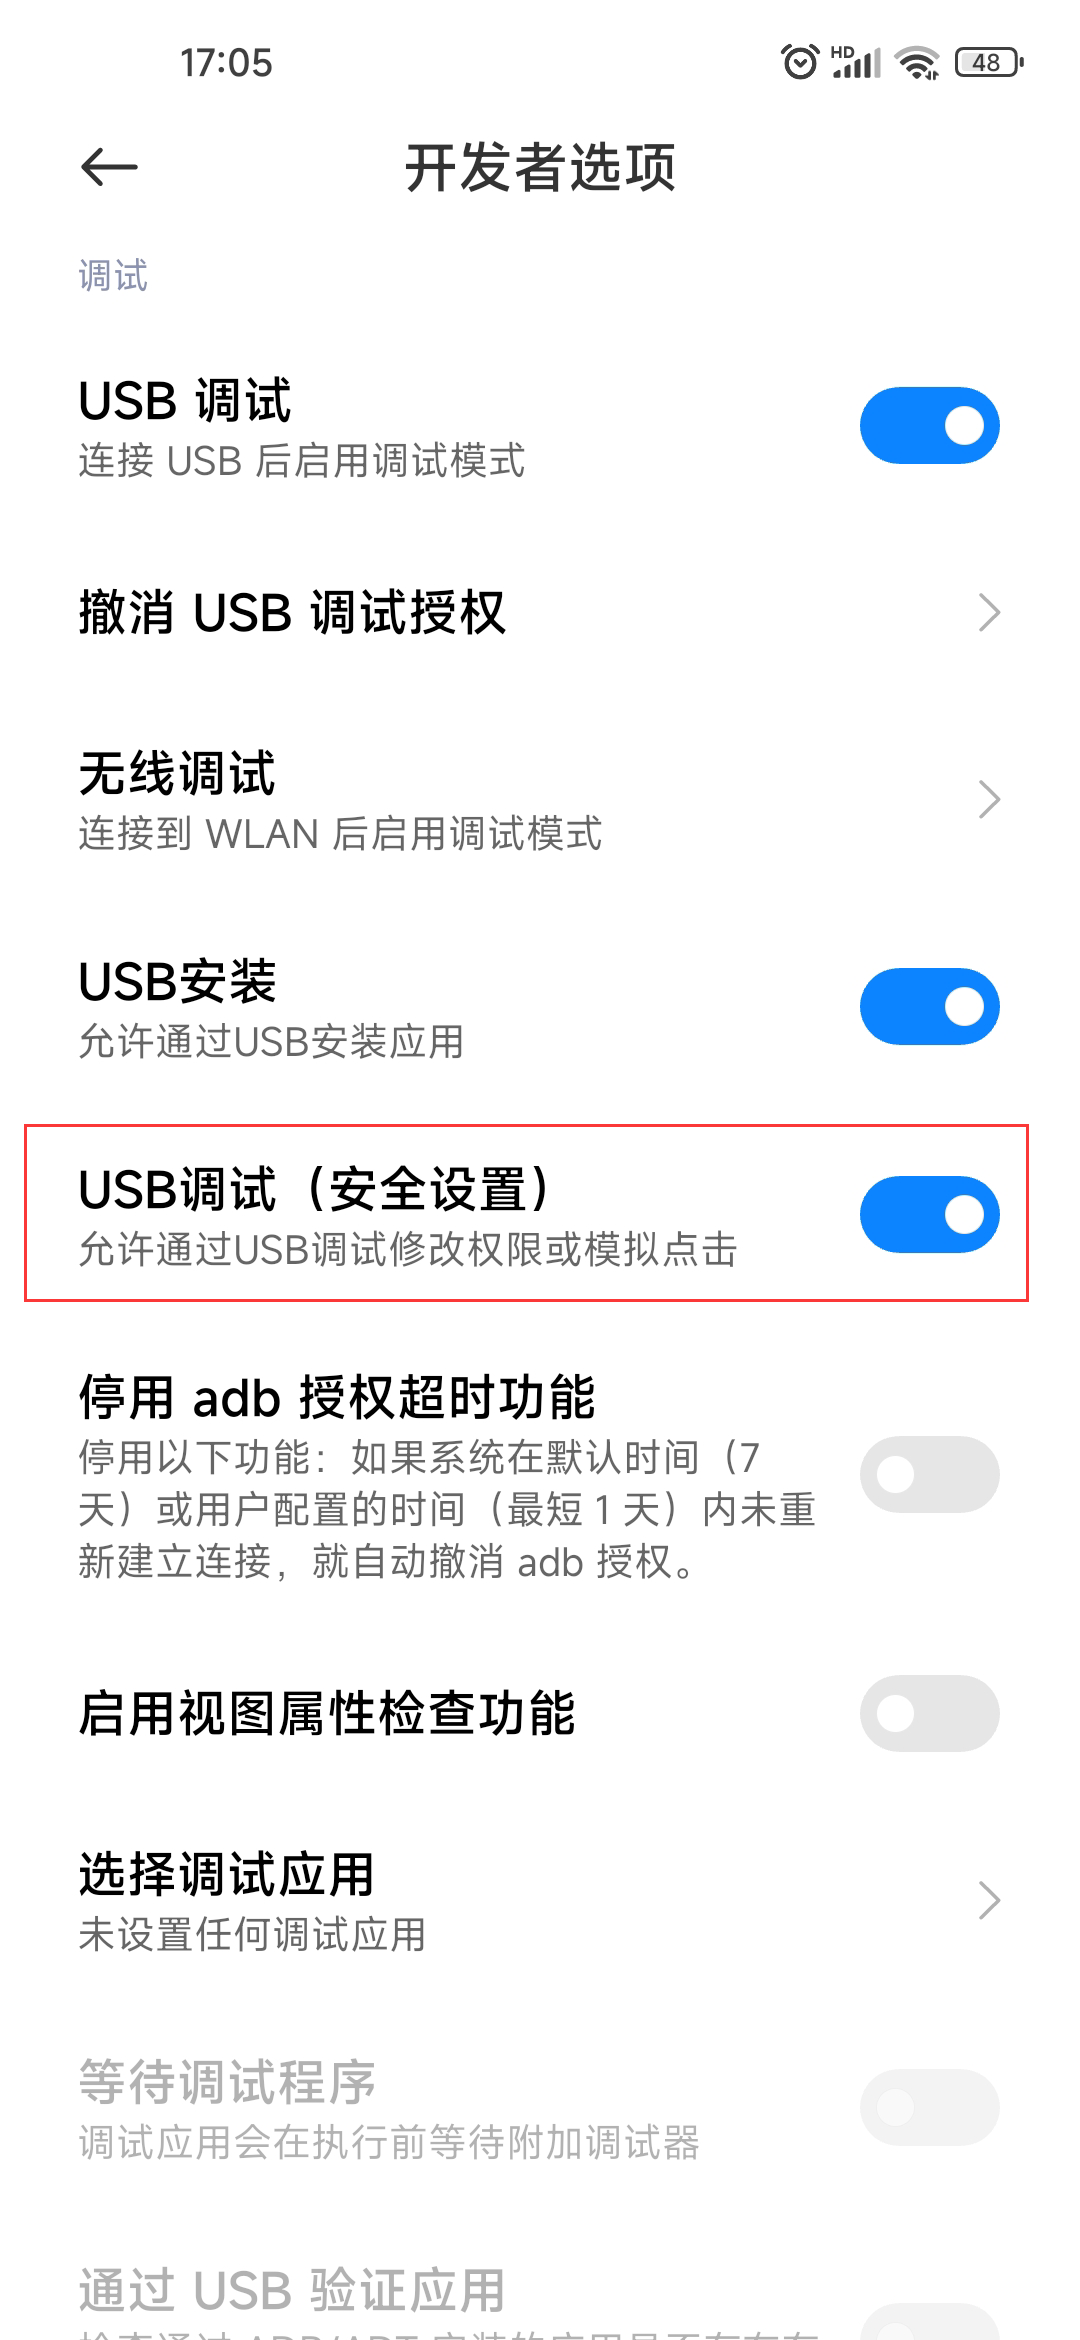 17:05
HD
48
开发者选项
调试
USB 调试
连接 USB 后启用调试模式
撤消 USB 调试授权
无线调试
连接到 WLAN 后启用调试模式
USB安装
允许通过USB安装应用
USB调试（安全设置）
允许通过USB调试修改权限或模拟点击
停用 adb 授权超时功能
停用以下功能：如果系统在默认时间（7
天）或用户配置的时间（最短 1 天）内未重
新建立连接，就自动撤消 adb 授权。
启用视图属性检查功能
选择调试应用
未设置任何调试应用
等待调试程序
调试应用会在执行前等待附加调试器
通过 USB 验证应用